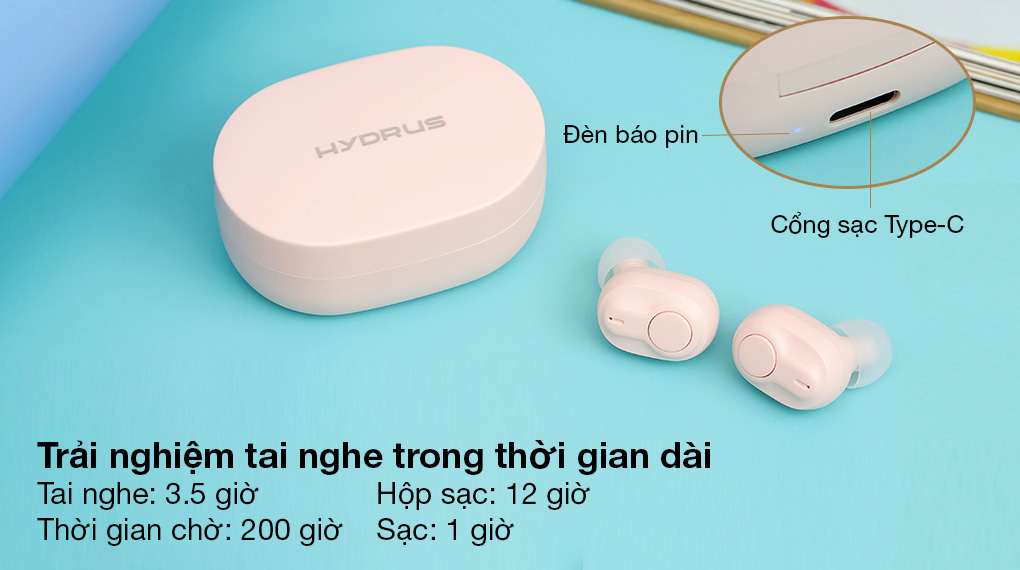 HYDRUS
Đèn báo pin
Cổng sạc Type-C
Trải nghiệm tai nghe trong thời gian dài
Tai nghe: 3.5 giờ Hộp sạc: 12 giờ
Thời gian chờ: 200 giờ Sạc: 1 giờ